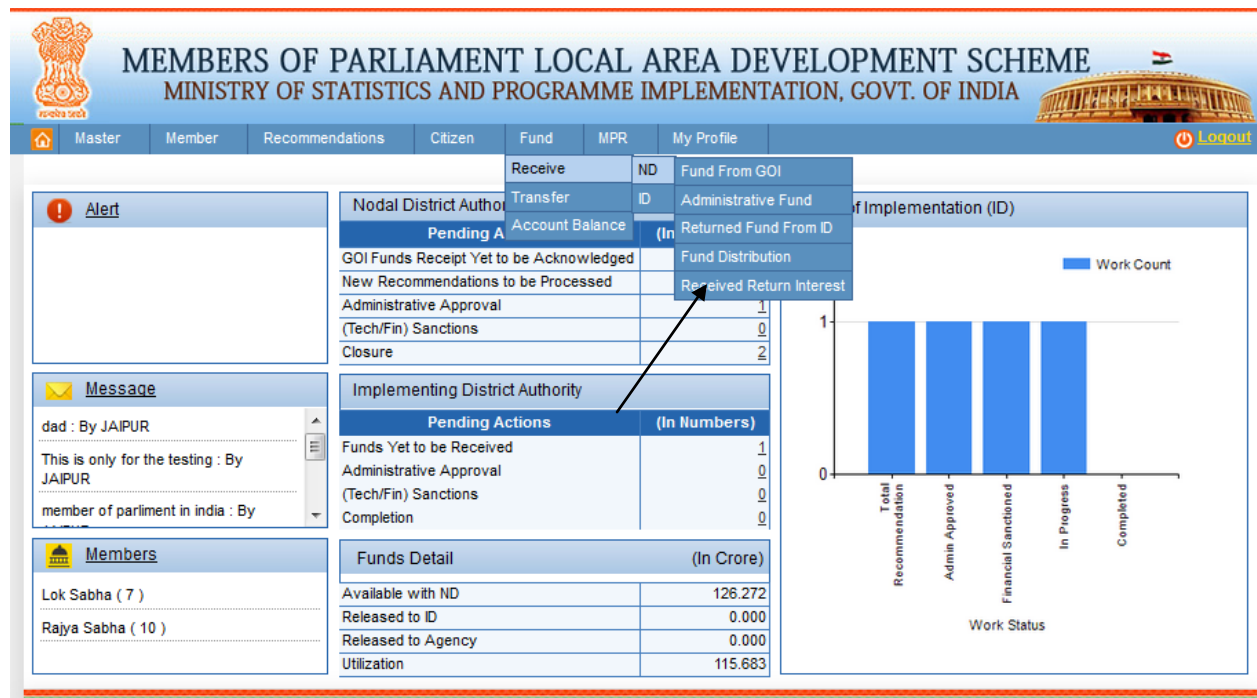 MEMBERS OF PARLIAMENT LOCAL AREA DEVELOPMENT SCHEME
MINISTRY OF STATISTICS AND PROGRAMME IMPLEMENTATION, GOVT. OF INDIA
सत्यमेव जयते
Master Member Recommendations Citizen Fund MPR My Profile Logout
Receive ND Fund From GOI
Transfer ID Administrative Fund
Account Balance Returned Fund From ID
Fund Distribution
Received Return Interest
Alert
Message
dad : By JAIPUR
This is only for the testing : By
JAIPUR
member of parliment in india : By
Members
Lok Sabha ( 7 )
Rajya Sabha ( 10 )
Nodal District Author
Pending A (In
GOI Funds Receipt Yet to be Acknowledged
New Recommendations to be Processed
Administrative Approval 1
(Tech/Fin) Sanctions 0
Closure 2
Implementing District Authority
Pending Actions (In Numbers)
Funds Yet to be Received 1
Administrative Approval 0
(Tech/Fin) Sanctions 0
Completion 0
Funds Detail (In Crore)
Available with ND 126.272
Released to ID 0.000
Released to Agency 0.000
Utilization 115.683
of Implementation (ID)
Work Count
1
0
Total
Recommendation
Admin Approved
Financial Sanctioned
In Progress
Completed
Work Status